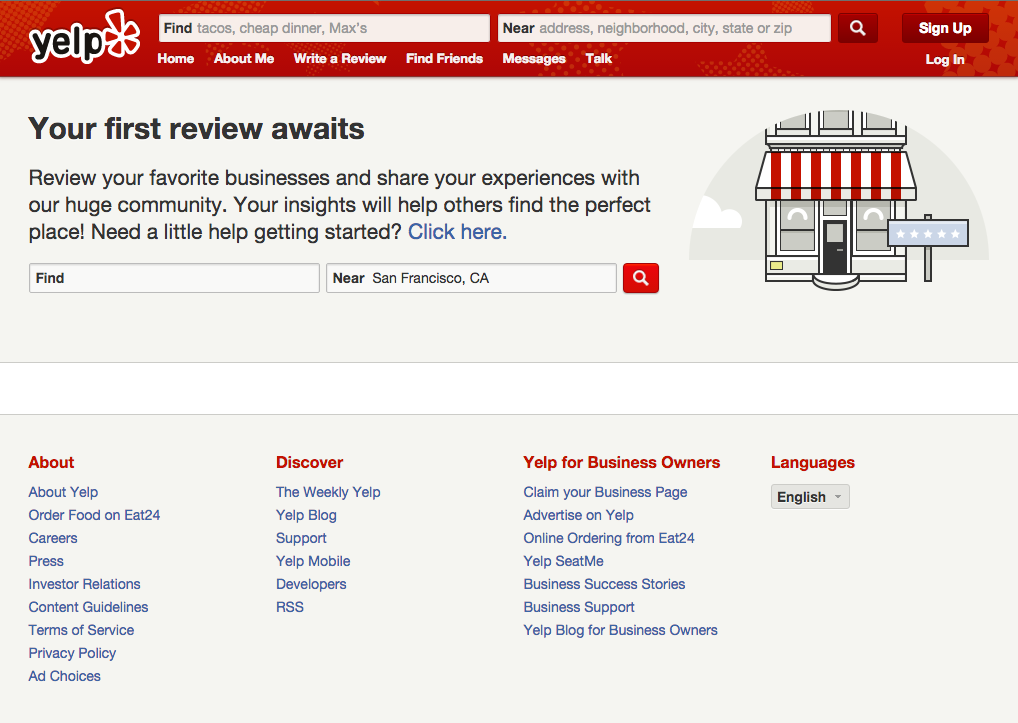 yelp
Find tacos, cheap dinner, Max's
Near address, neighborhood, city, state or zip
Sign Up
Home About Me Write a Review Find Friends Messages Talk
Log In
Your first review awaits
Review your favorite businesses and share your experiences with
our huge community. Your insights will help others find the perfect
place! Need a little help getting started? Click here.
Find
Near San Francisco, CA
About
About Yelp
Order Food on Eat24
Careers
Press
Investor Relations
Content Guidelines
Terms of Service
Privacy Policy
Ad Choices
Discover
The Weekly Yelp
Yelp Blog
Support
Yelp Mobile
Developers
RSS
Yelp for Business Owners
Claim your Business Page
Advertise on Yelp
Online Ordering from Eat24
Yelp SeatMe
Business Success Stories
Business Support
Yelp Blog for Business Owners
Languages
English